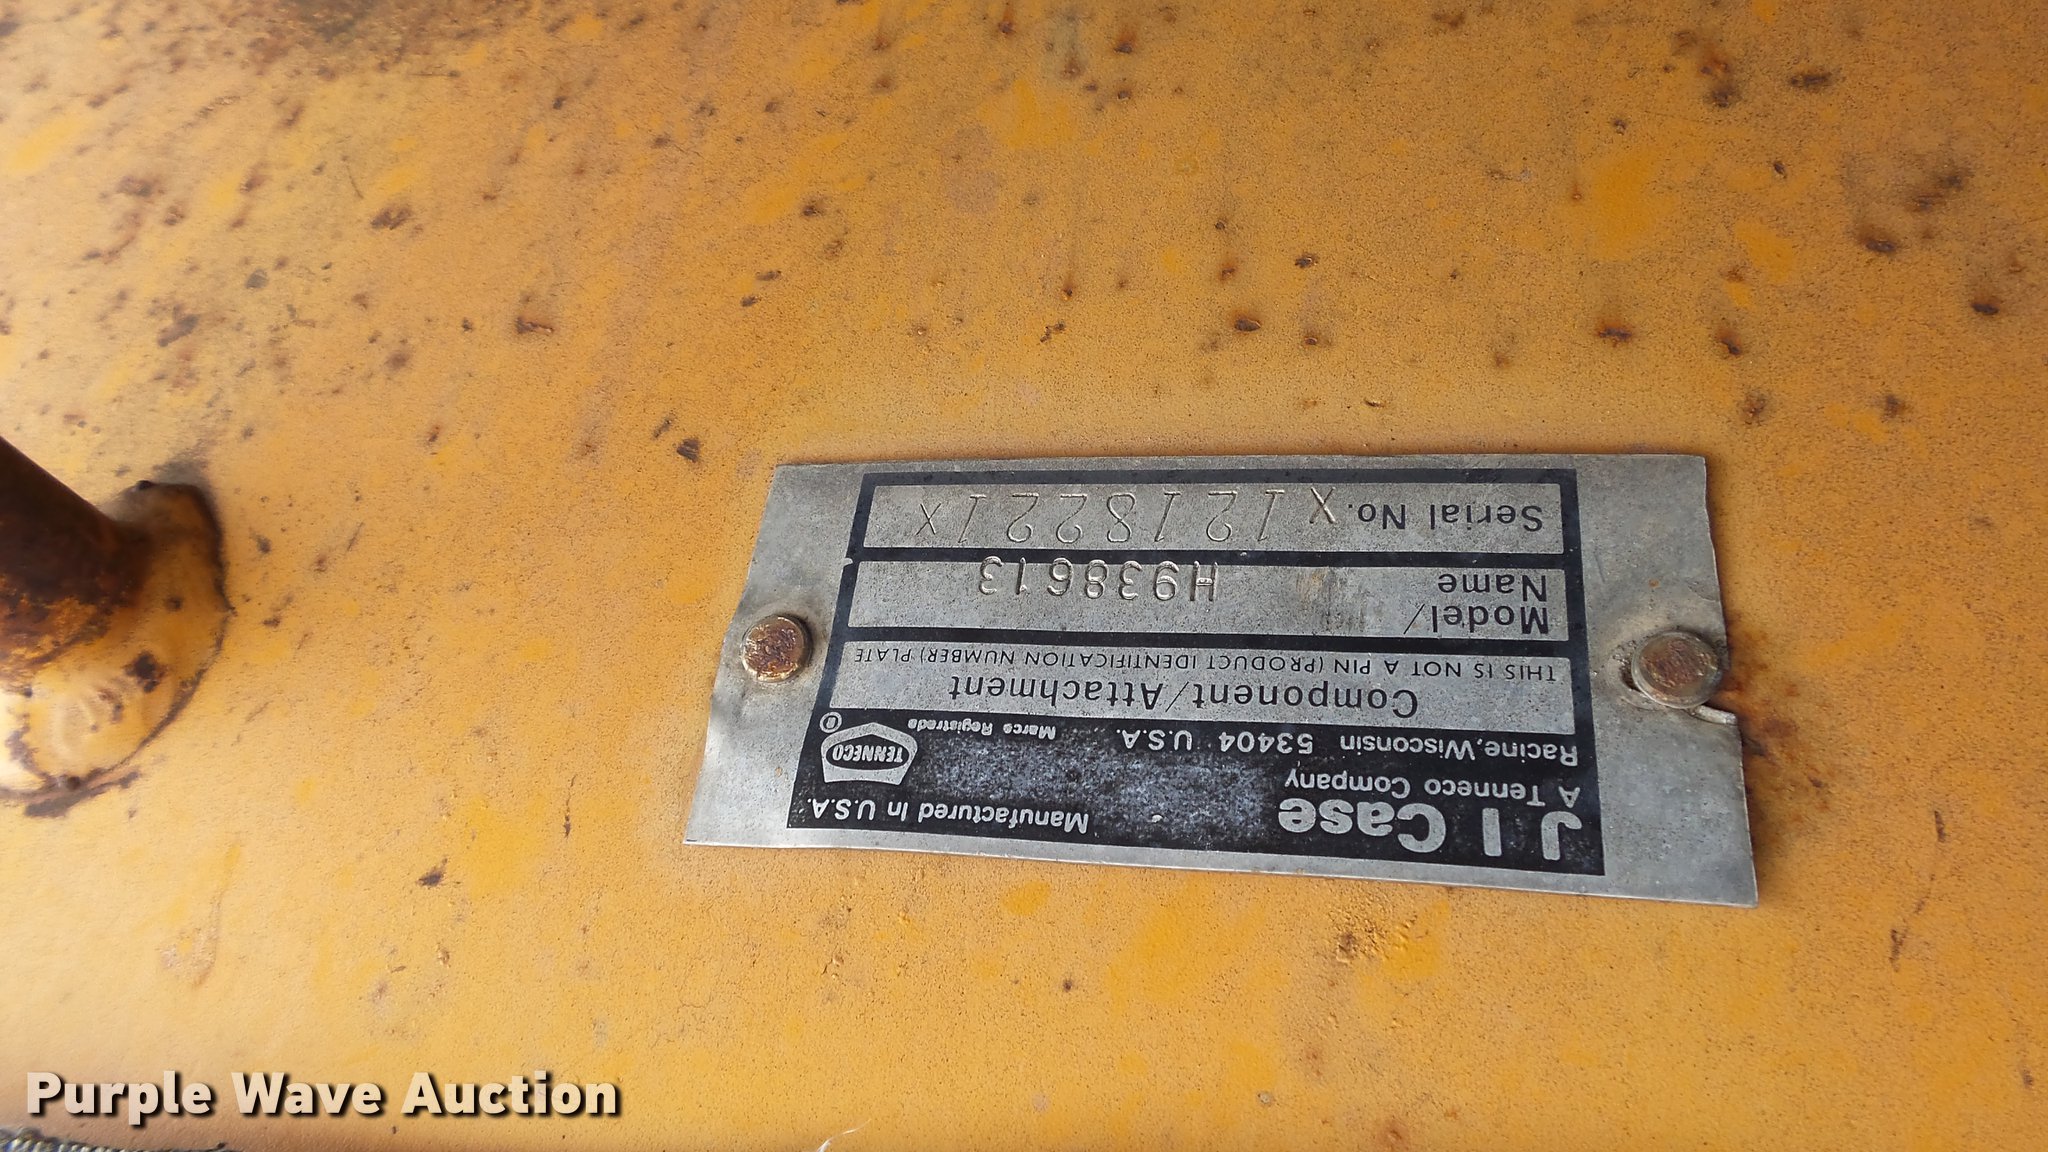 J I Case
Manufactured In U.S.A.
A Tenneco Company
TENNECO ®
Racine, Wisconsin 53404 U.S.A.
Marca Registrada
Component/Attachment
THIS IS NOT A PIN (PRODUCT IDENTIFICATION NUMBER) PLATE
Model/
Name H938613
Serial No. X1218221X
Purple Wave Auction